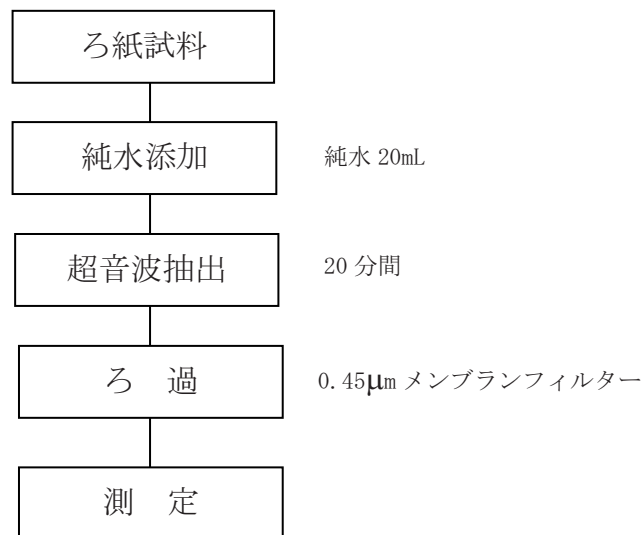 ろ紙試料
純水添加 純水 20mL
超音波抽出 20 分間
ろ 過 0.45μm メンブランフィルター
測 定